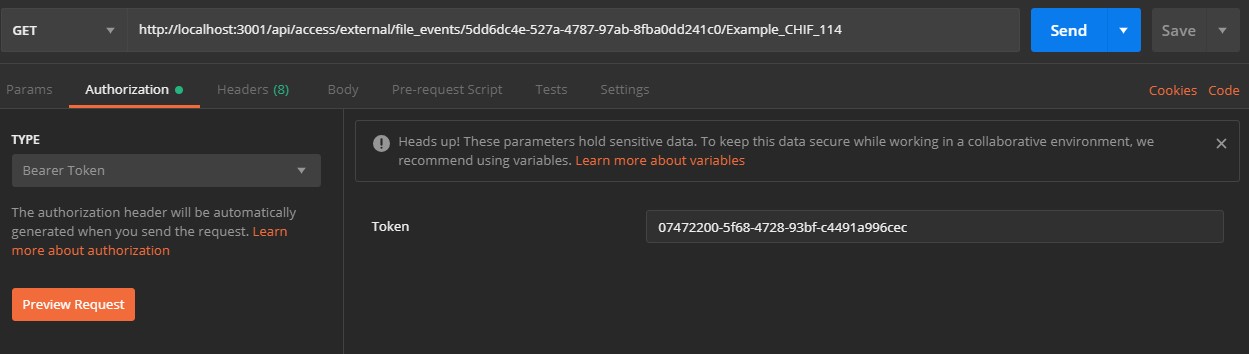 GET http://localhost:3001/api/access/external/file_events/5dd6dc4e-527a-4787-97ab-8fba0dd241c0/Example_CHIF_114 Send Save
Params Authorization Headers (8) Body Pre-request Script Tests Settings Cookies Code
TYPE
Bearer Token
The authorization header will be automatically
generated when you send the request. Learn
more about authorization
Preview Request
Heads up! These parameters hold sensitive data. To keep this data secure while working in a collaborative environment, we
recommend using variables. Learn more about variables
Token 07472200-5f68-4728-93bf-c4491a996cec